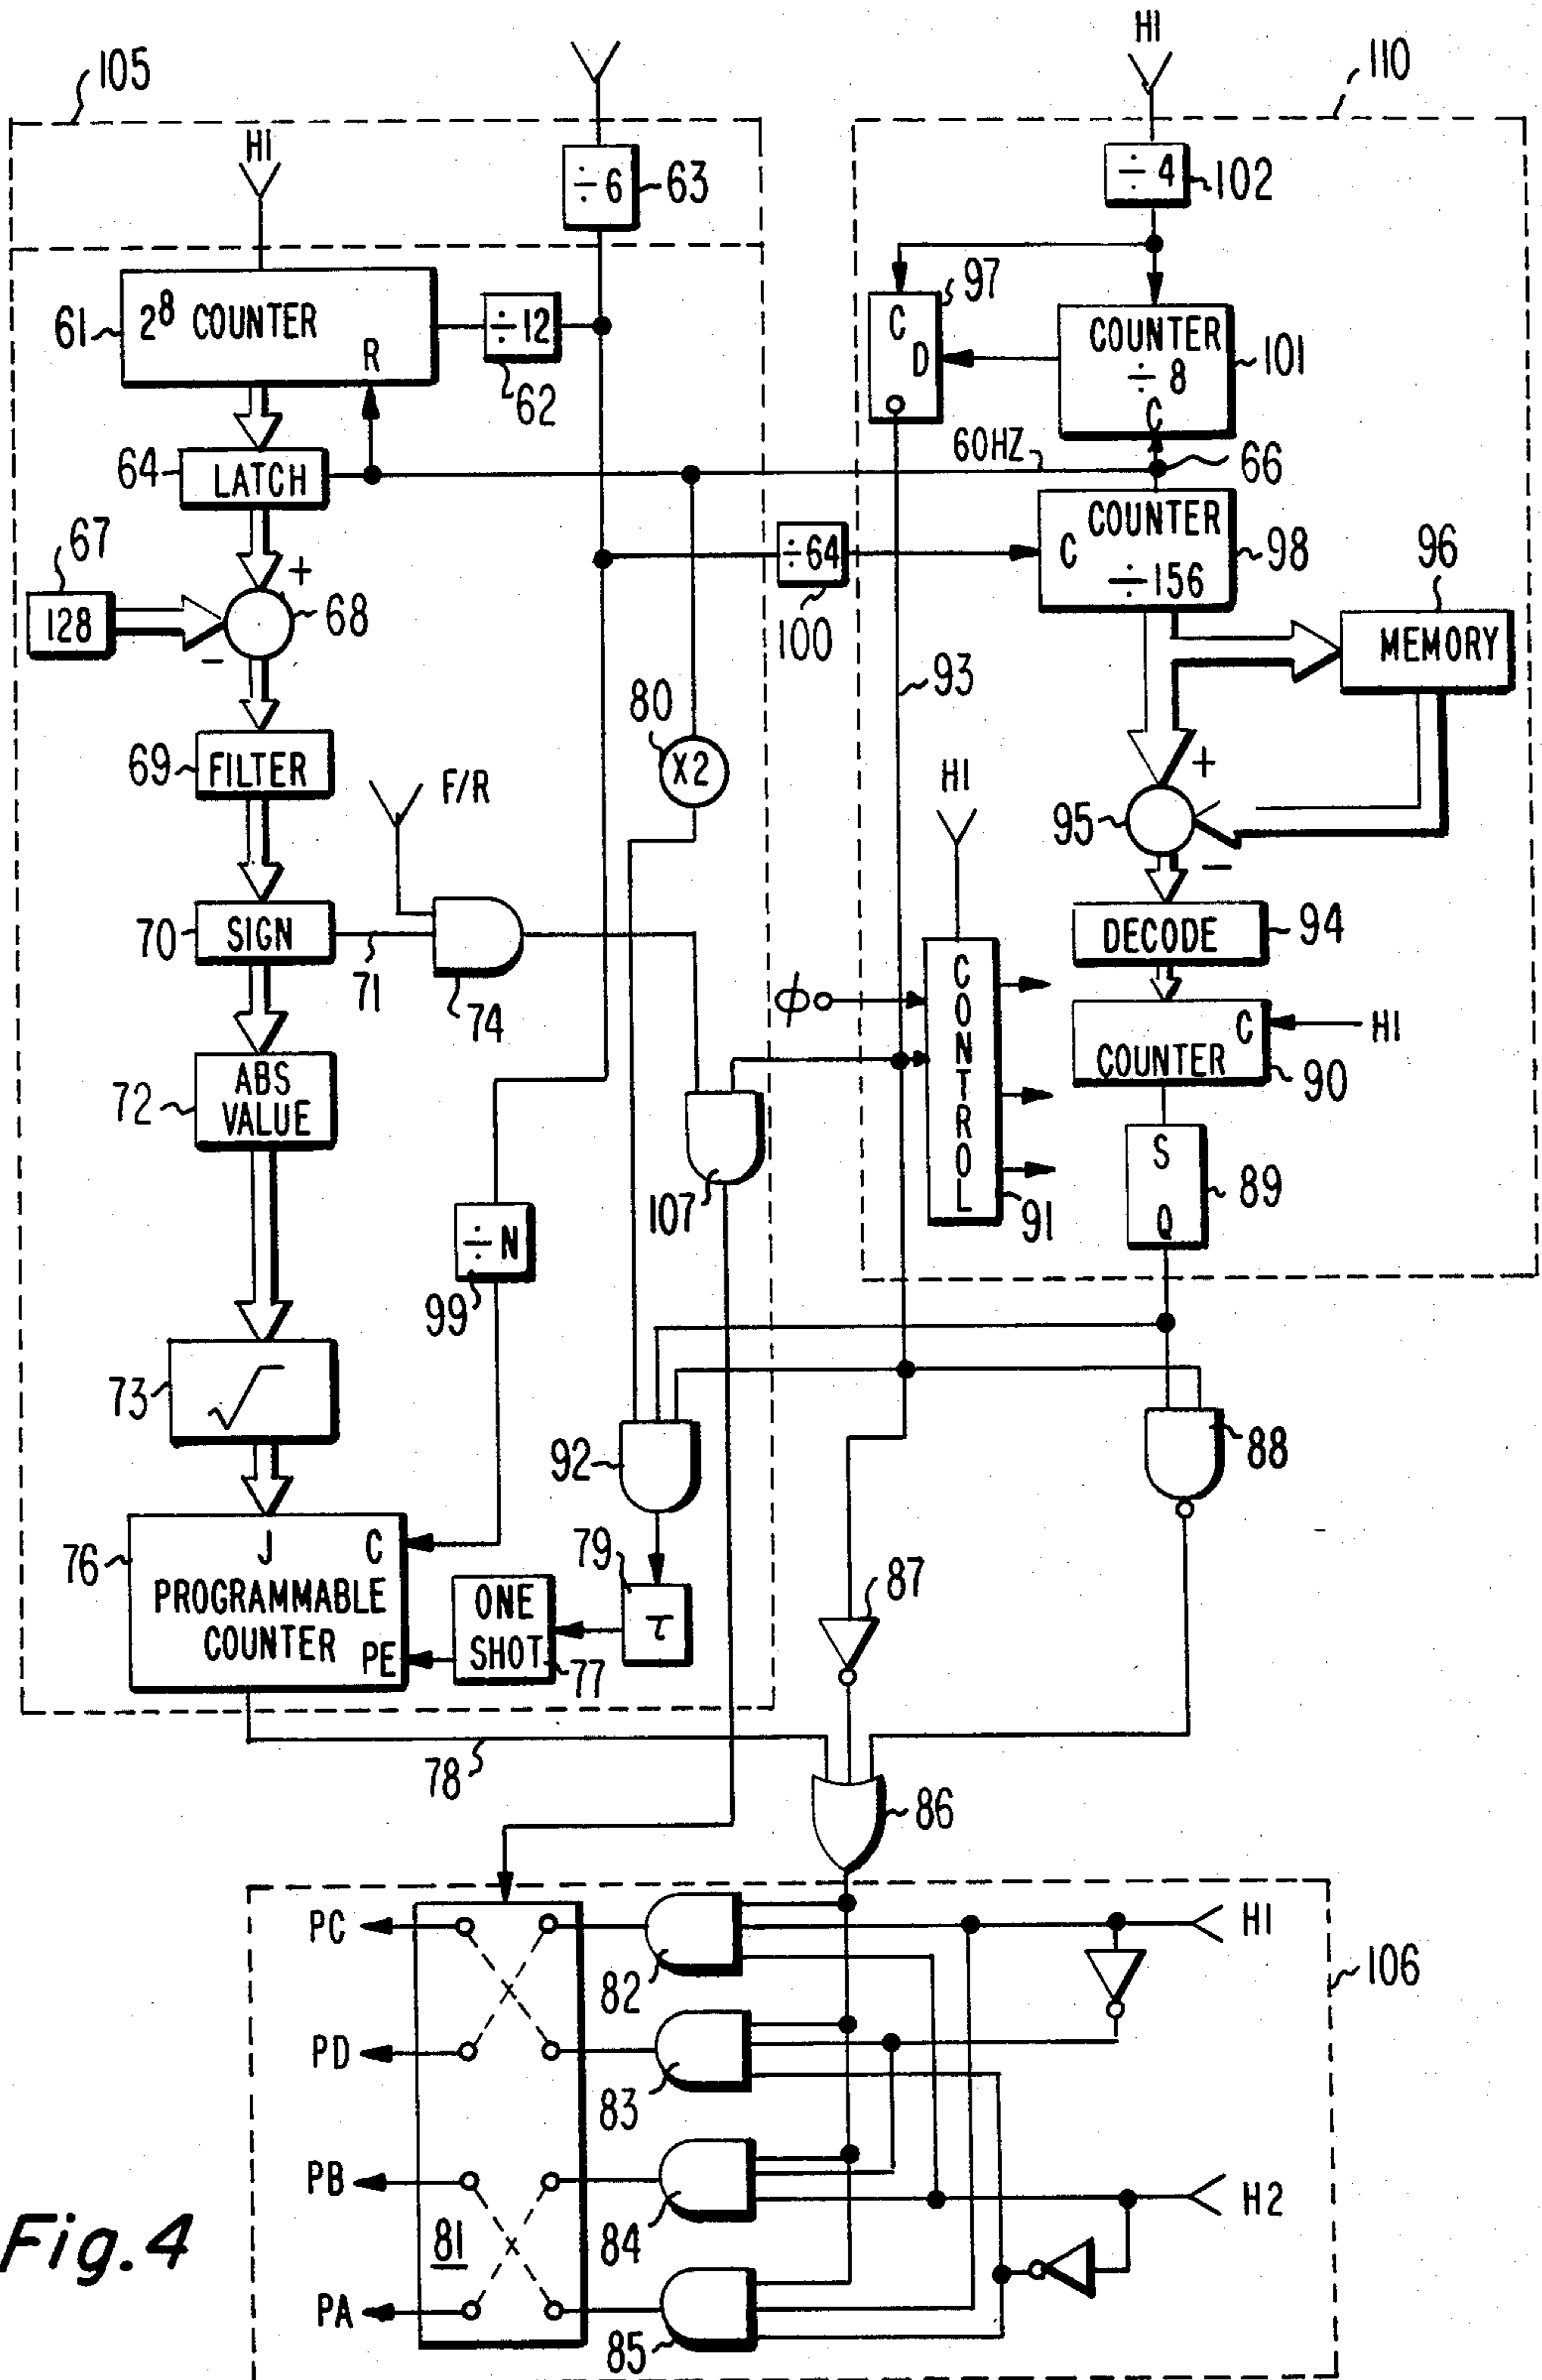 HI
105
110
HI
÷6
63
÷ 4
102
61
2⁸ COUNTER
R
÷12
62
97
C
D
COUNTER
÷ 8
C
101
64
LATCH
60HZ
66
67
128
+
68
−
÷64
100
C
COUNTER
÷156
98
96
MEMORY
93
80
X2
69
FILTER
F/R
HI
+
95
−
70
SIGN
71
74
DECODE
94
ϕ
CONTROL
91
C
COUNTER
HI
90
72
ABS
VALUE
107
S
Q
89
÷N
99
73
√
92
88
76
J
C
PROGRAMMABLE
COUNTER
PE
ONE
SHOT
77
79
τ
87
78
86
PC
82
H1
106
PD
83
PB
81
84
H2
PA
85
Fig.4